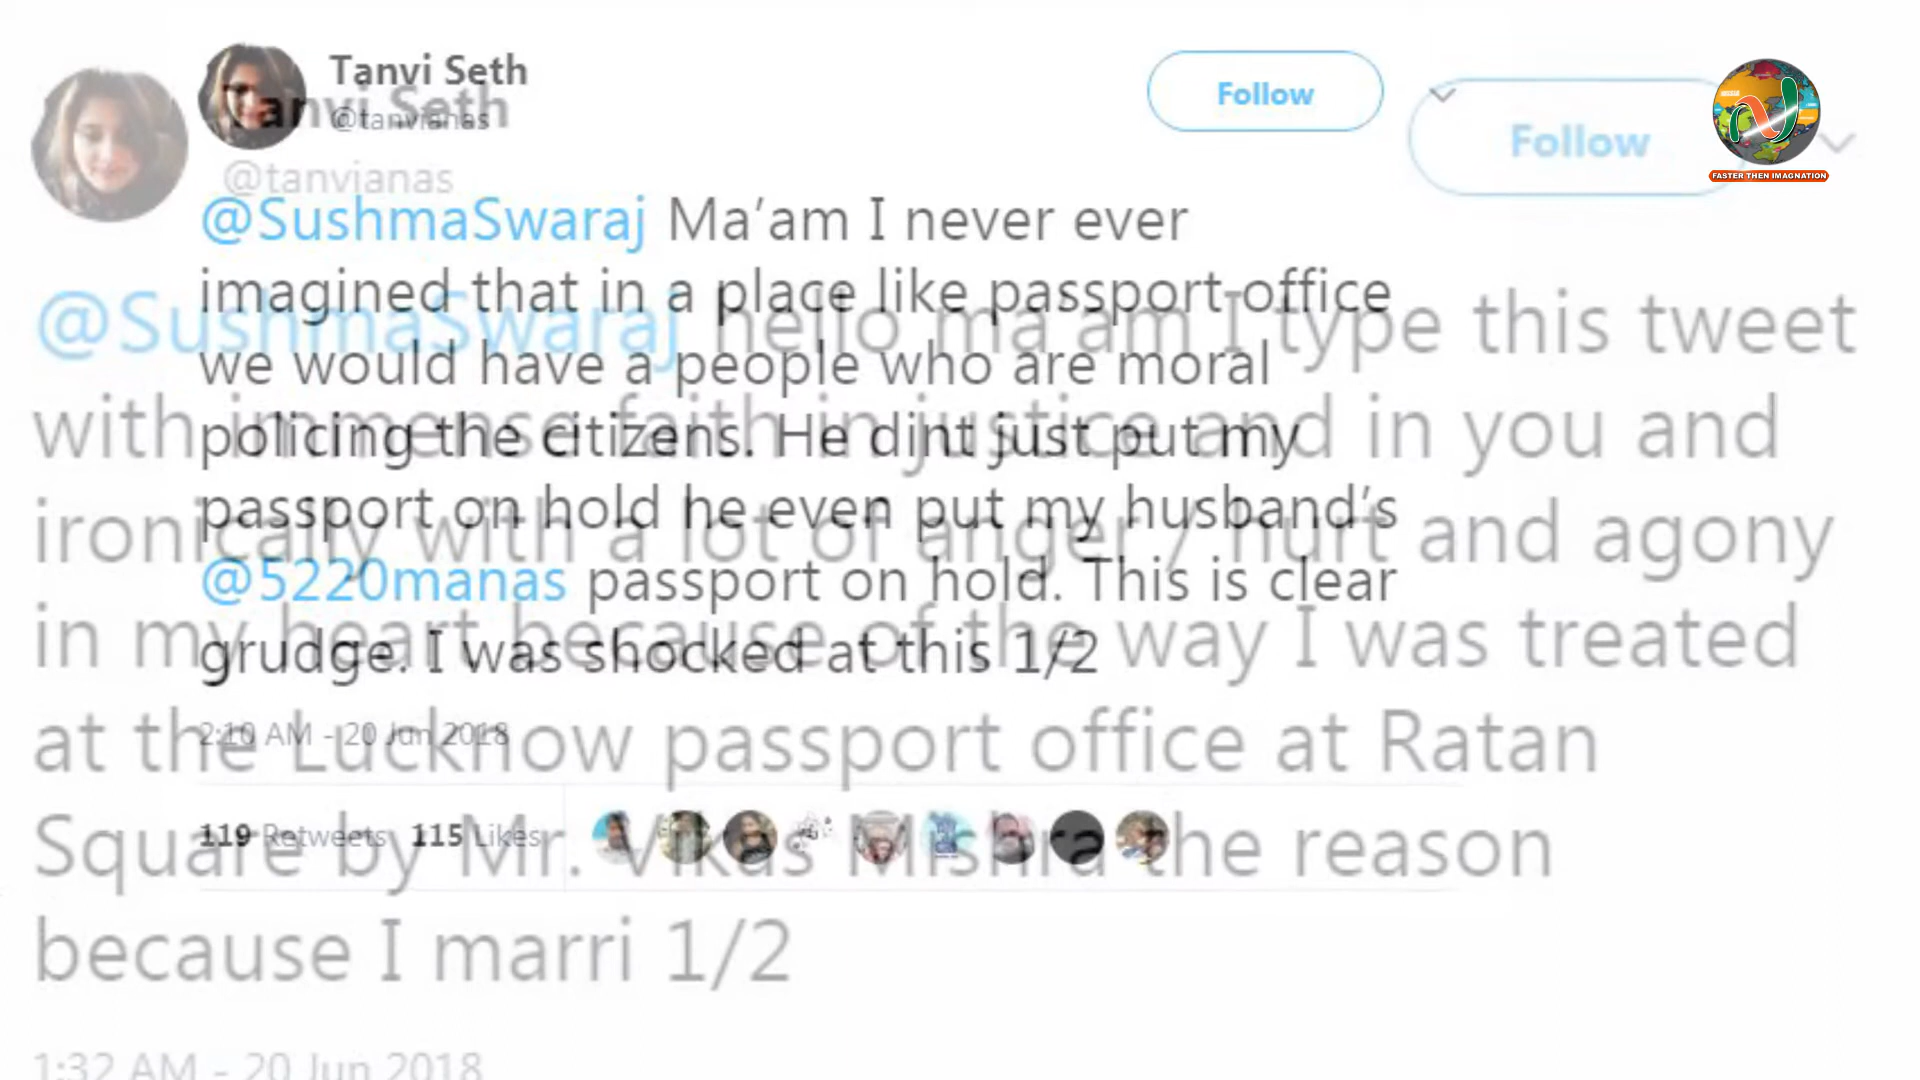 Tanvi Seth
@tanvianas
Follow
@SushmaSwaraj Ma’am I never ever
imagined that in a place like passport office
we would have a people who are moral
policing the citizens. He dint just put my
passport on hold he even put my husband’s
@5220manas passport on hold. This is clear
grudge. I was shocked at this 1/2
2:10 AM - 20 Jun 2018
119 Retweets 115 Likes
Tanvi Seth
@tanvianas
Follow
@SushmaSwaraj hello ma’am I type this tweet
with immense faith in justice and in you and
ironically with a lot of anger / hurt and agony
in my heart because of the way I was treated
at the Lucknow passport office at Ratan
Square by Mr. Vikas Mishra the reason
because I marri 1/2
1:32 AM - 20 Jun 2018
FASTER THEN IMAGNATION